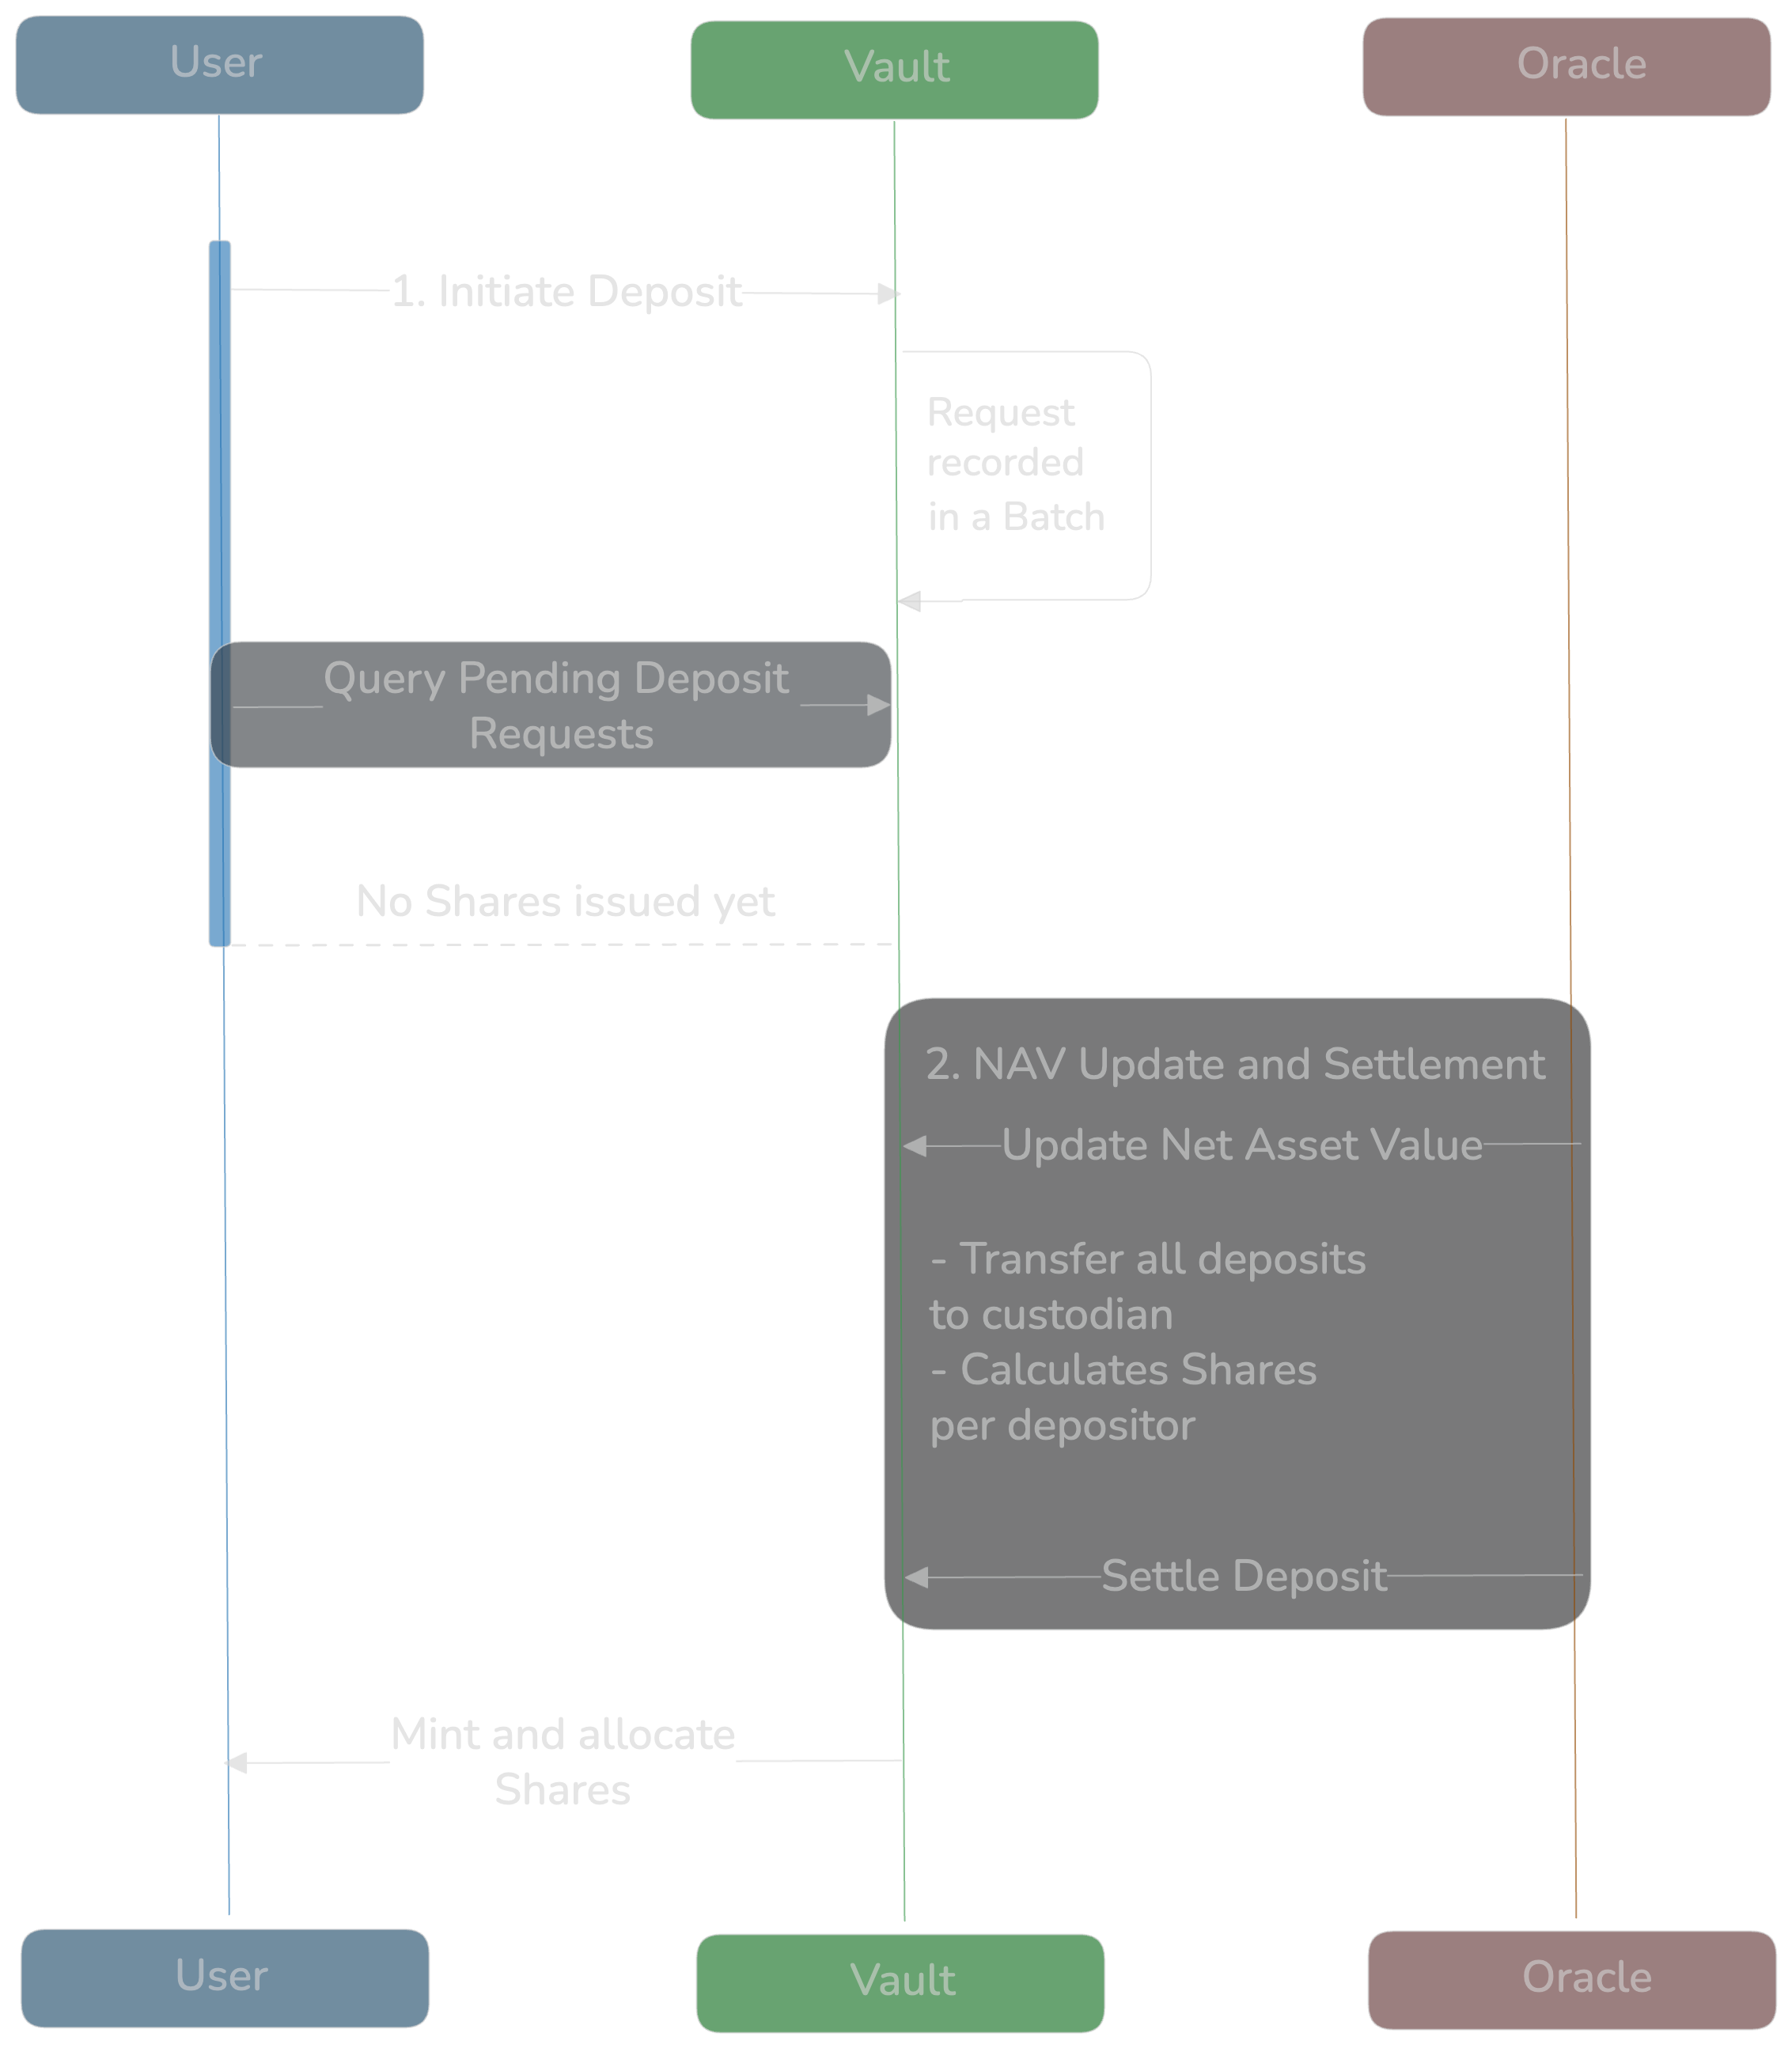 User
Vault
Oracle
1. Initiate Deposit
Request
recorded
in a Batch
Query Pending Deposit
Requests
No Shares issued yet
2. NAV Update and Settlement
Update Net Asset Value
- Transfer all deposits
to custodian
- Calculates Shares
per depositor
Settle Deposit
Mint and allocate
Shares
User
Vault
Oracle